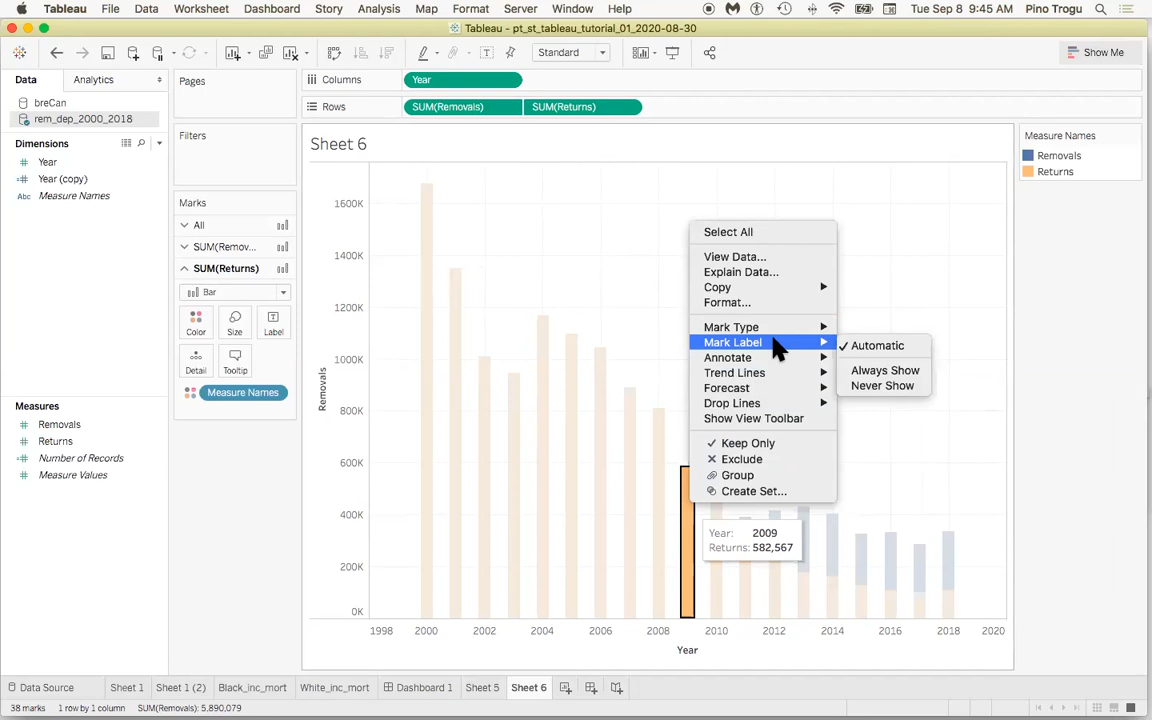 Tableau File Data Worksheet Dashboard Story Analysis Map Format Server Window Help Tue Sep 8 9:45 AM Pino Trogu
Tableau - pt_st_tableau_tutorial_01_2020-08-30
Standard Show Me
Data Analytics
breCan
rem_dep_2000_2018
Dimensions
Year
Year (copy)
Abc Measure Names
Measures
Removals
Returns
Number of Records
Measure Values
Pages
Filters
Marks
All
SUM(Remov...
SUM(Returns)
Bar
Color Size Label
Detail Tooltip
Measure Names
Columns Year
Rows SUM(Removals) SUM(Returns)
Sheet 6
Removals
1600K
1400K
1200K
1000K
800K
600K
400K
200K
0K
1998 2000 2002 2004 2006 2008 2010 2012 2014 2016 2018 2020
Year
Select All
View Data...
Explain Data...
Copy
Format...
Mark Type
Mark Label
Annotate
Trend Lines
Forecast
Drop Lines
Show View Toolbar
Keep Only
Exclude
Group
Create Set...
Automatic
Always Show
Never Show
Year: 2009
Returns: 582,567
Measure Names
Removals
Returns
Data Source Sheet 1 Sheet 1 (2) Black_inc_mort White_inc_mort Dashboard 1 Sheet 5 Sheet 6
38 marks 1 row by 1 column SUM(Removals): 5,890,079